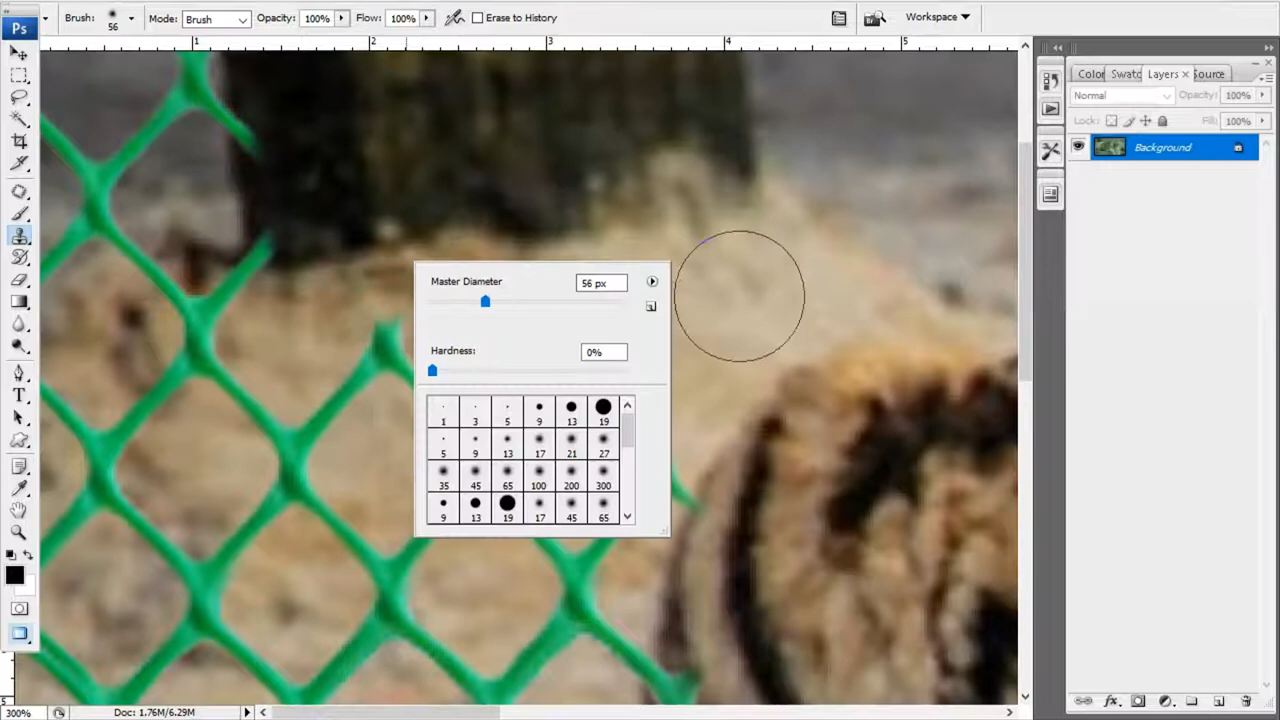 Brush: 56 Mode: Brush Opacity: 100% Flow: 100% Erase to History Workspace
Ps
1 2 3 4 5
Color Swatc Layers × Source
Normal Opacity: 100%
Lock: Fill: 100%
Background
Master Diameter 56 px
Hardness: 0%
1 3 5 9 13 19
5 9 13 17 21 27
35 45 65 100 200 300
9 13 19 17 45 65
T
5
300% Doc: 1.76M/6.29M
fx